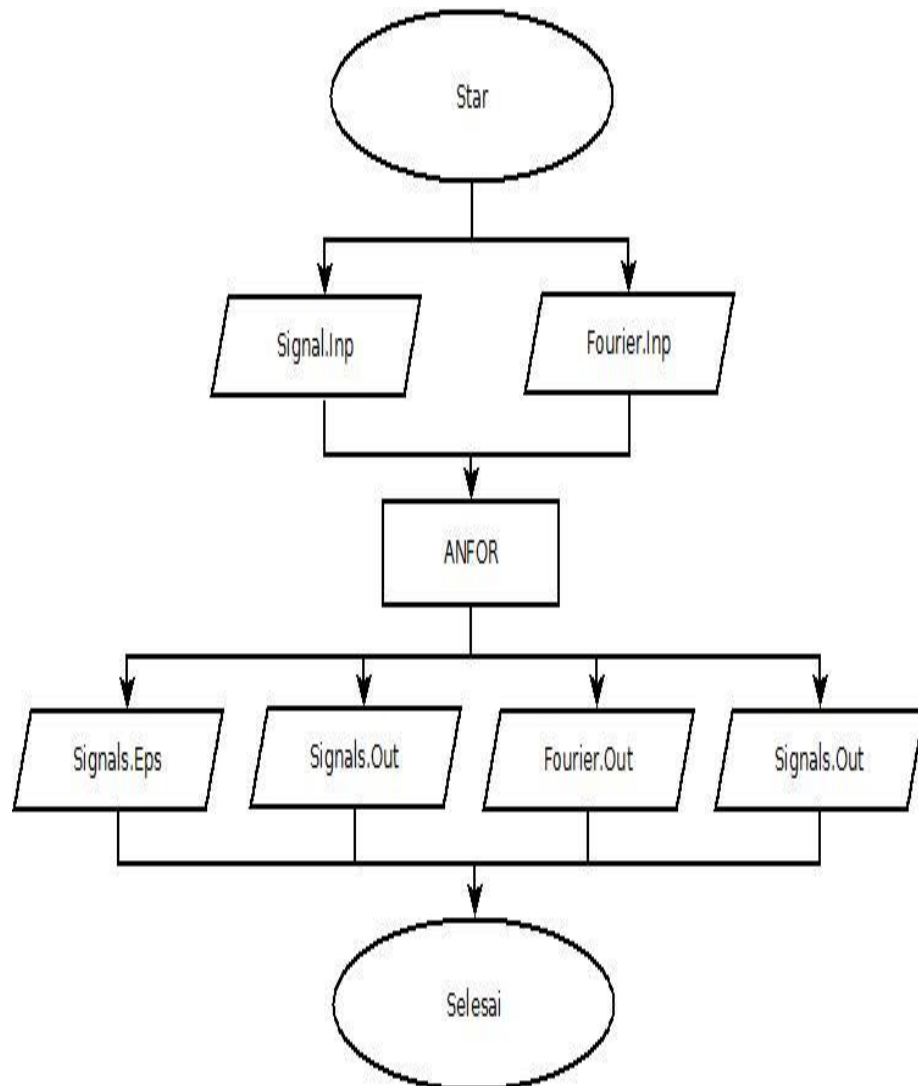 Star
Signal.Inp
Fourier.Inp
ANFOR
Signals.Eps
Signals.Out
Fourier.Out
Signals.Out
Selesai